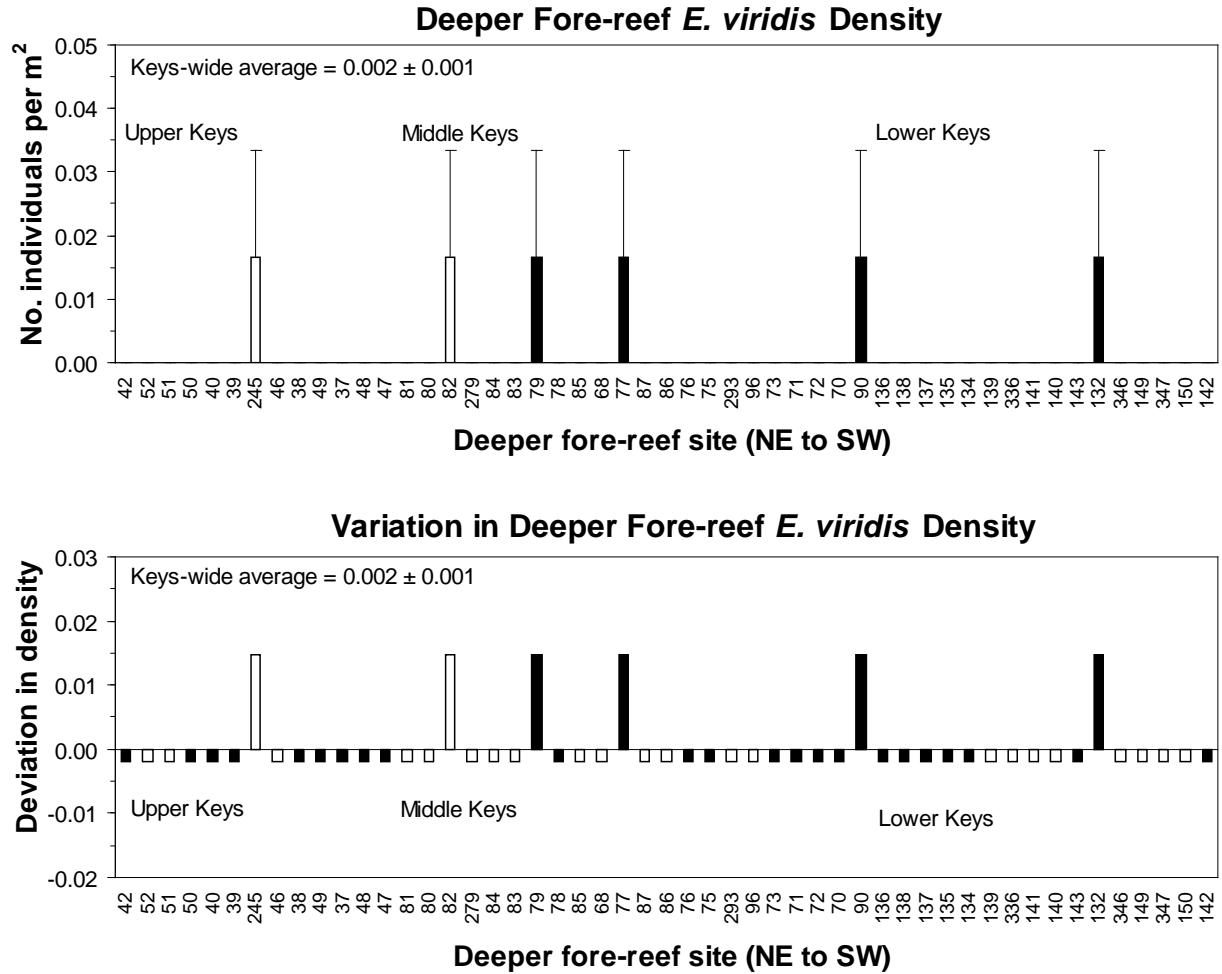 Deeper Fore-reef E. viridis Density
No. individuals per m²
0.05
0.04
0.03
0.02
0.01
0.00
Keys-wide average = 0.002 ± 0.001
Upper Keys
Middle Keys
Lower Keys
42 52 51 50 40 39 245 46 38 49 37 48 47 81 80 82 279 84 83 79 78 85 68 77 87 86 76 75 293 96 73 71 72 70 90 136 138 137 135 134 139 336 141 140 143 132 346 149 347 150 142
Deeper fore-reef site (NE to SW)
Variation in Deeper Fore-reef E. viridis Density
Deviation in density
0.03
0.02
0.01
0.00
-0.01
-0.02
Keys-wide average = 0.002 ± 0.001
Upper Keys
Middle Keys
Lower Keys
42 52 51 50 40 39 245 46 38 49 37 48 47 81 80 82 279 84 83 79 78 85 68 77 87 86 76 75 293 96 73 71 72 70 90 136 138 137 135 134 139 336 141 140 143 132 346 149 347 150 142
Deeper fore-reef site (NE to SW)